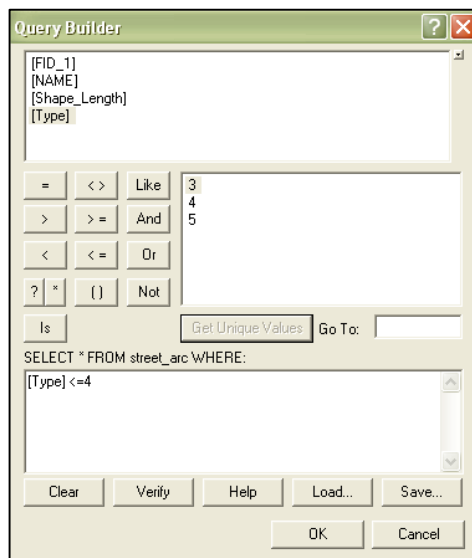 Query Builder
[FID_1]
[NAME]
[Shape_Length]
[Type]
= <> Like
> >= And
< <= Or
? * () Not
Is
3
4
5
Get Unique Values Go To:
SELECT * FROM street_arc WHERE:
[Type] <=4
Clear Verify Help Load... Save...
OK Cancel